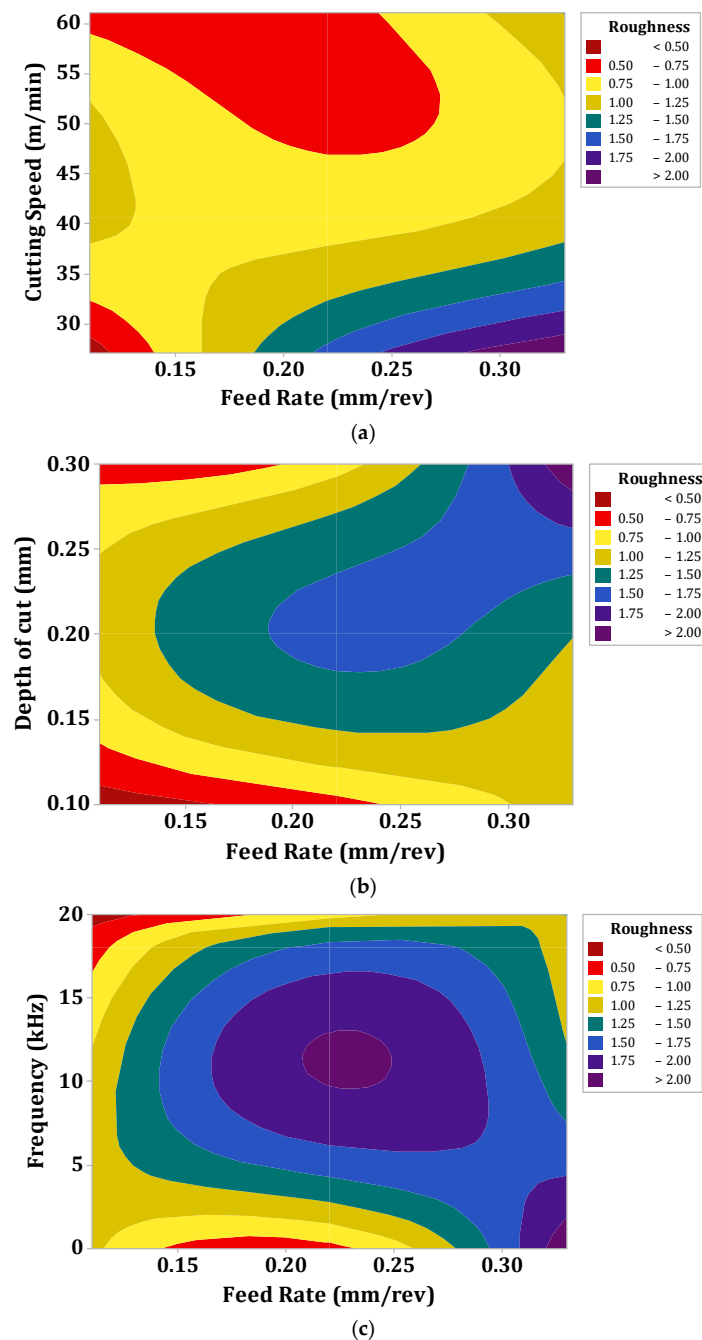 60
55
50
45
40
35
30
Cutting Speed (m/min)
0.15 0.20 0.25 0.30
Feed Rate (mm/rev)
Roughness
< 0.50
0.50 – 0.75
0.75 – 1.00
1.00 – 1.25
1.25 – 1.50
1.50 – 1.75
1.75 – 2.00
> 2.00
(a)
0.30
0.25
0.20
0.15
0.10
Depth of cut (mm)
0.15 0.20 0.25 0.30
Feed Rate (mm/rev)
Roughness
< 0.50
0.50 – 0.75
0.75 – 1.00
1.00 – 1.25
1.25 – 1.50
1.50 – 1.75
1.75 – 2.00
> 2.00
(b)
20
15
10
5
0
Frequency (kHz)
0.15 0.20 0.25 0.30
Feed Rate (mm/rev)
Roughness
< 0.50
0.50 – 0.75
0.75 – 1.00
1.00 – 1.25
1.25 – 1.50
1.50 – 1.75
1.75 – 2.00
> 2.00
(c)